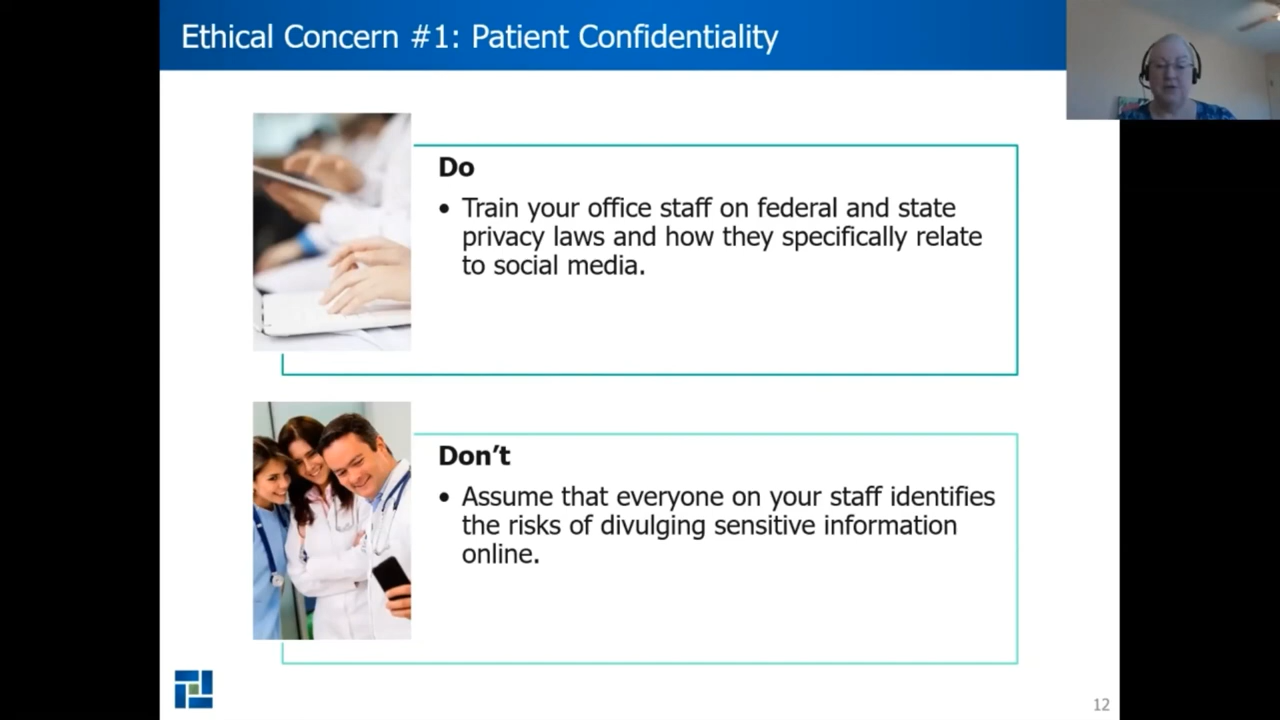 Ethical Concern #1: Patient Confidentiality
Do
• Train your office staff on federal and state
privacy laws and how they specifically relate
to social media.
Don’t
• Assume that everyone on your staff identifies
the risks of divulging sensitive information
online.
12